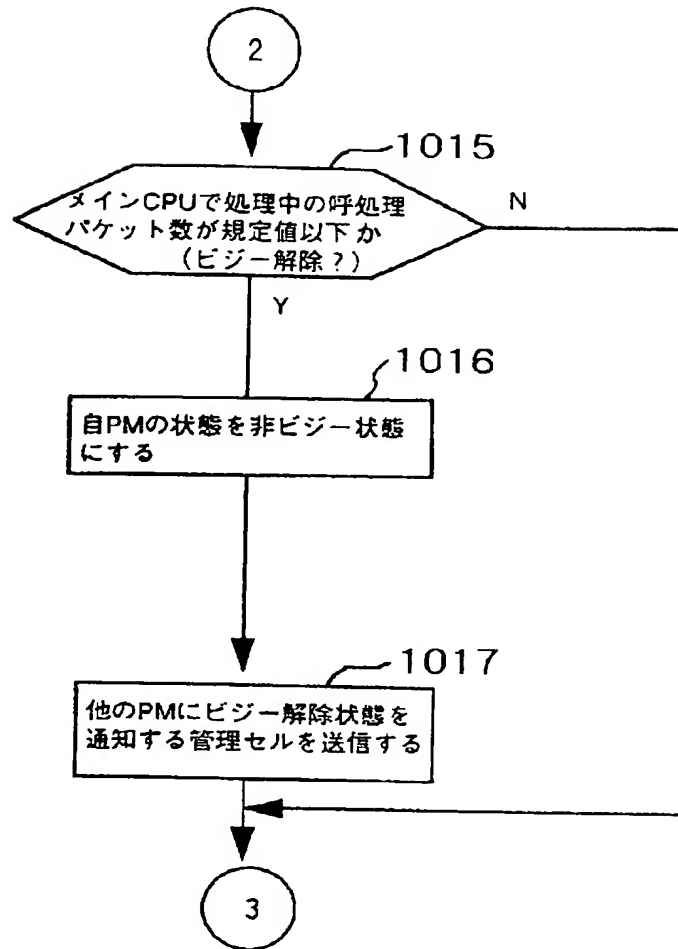 2
1015
メインCPUで処理中の呼処理
パケット数が規定値以下か
(ビジー解除?)
N
Y
1016
自PMの状態を非ビジー状態
にする
1017
他のPMにビジー解除状態を
通知する管理セルを送信する
3